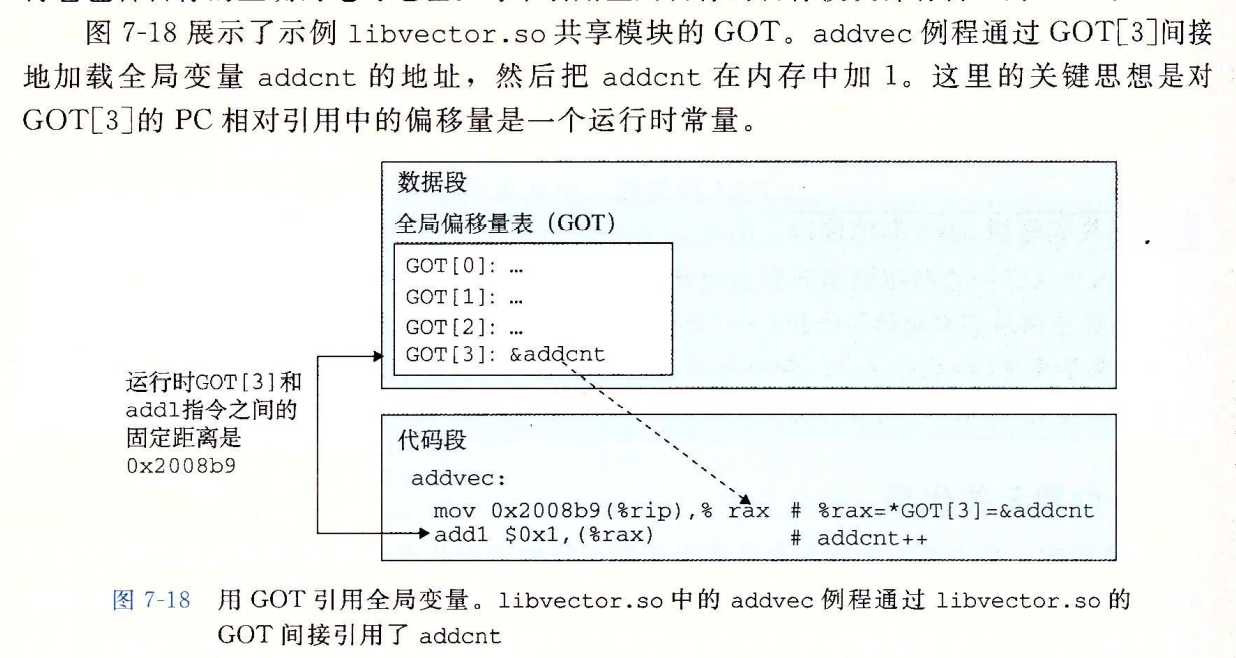 图 7-18 展示了示例 libvector.so 共享模块的 GOT。addvec 例程通过 GOT[3]间接
地加载全局变量 addcnt 的地址，然后把 addcnt 在内存中加 1。这里的关键思想是对
GOT[3]的 PC 相对引用中的偏移量是一个运行时常量。
数据段
全局偏移量表（GOT）
GOT[0]: …
GOT[1]: …
GOT[2]: …
GOT[3]: &addcnt
运行时GOT[3]和
addl指令之间的
固定距离是
0x2008b9
代码段
addvec:
mov 0x2008b9(%rip),% rax # %rax=*GOT[3]=&addcnt
addl $0x1,(%rax) # addcnt++
图 7-18 用 GOT 引用全局变量。libvector.so 中的 addvec 例程通过 libvector.so 的
GOT 间接引用了 addcnt